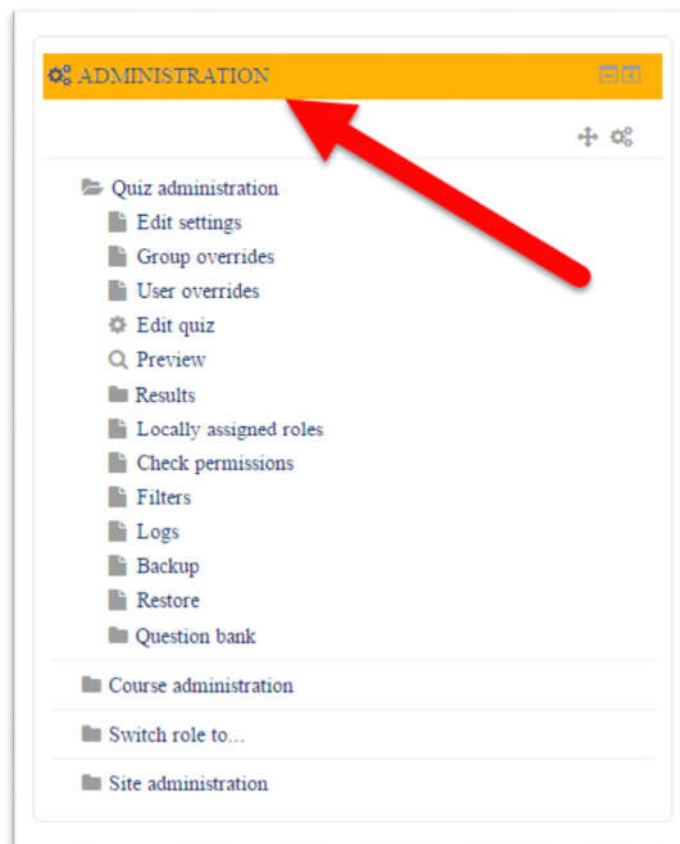 ADMINISTRATION
Quiz administration
Edit settings
Group overrides
User overrides
Edit quiz
Preview
Results
Locally assigned roles
Check permissions
Filters
Logs
Backup
Restore
Question bank
Course administration
Switch role to...
Site administration